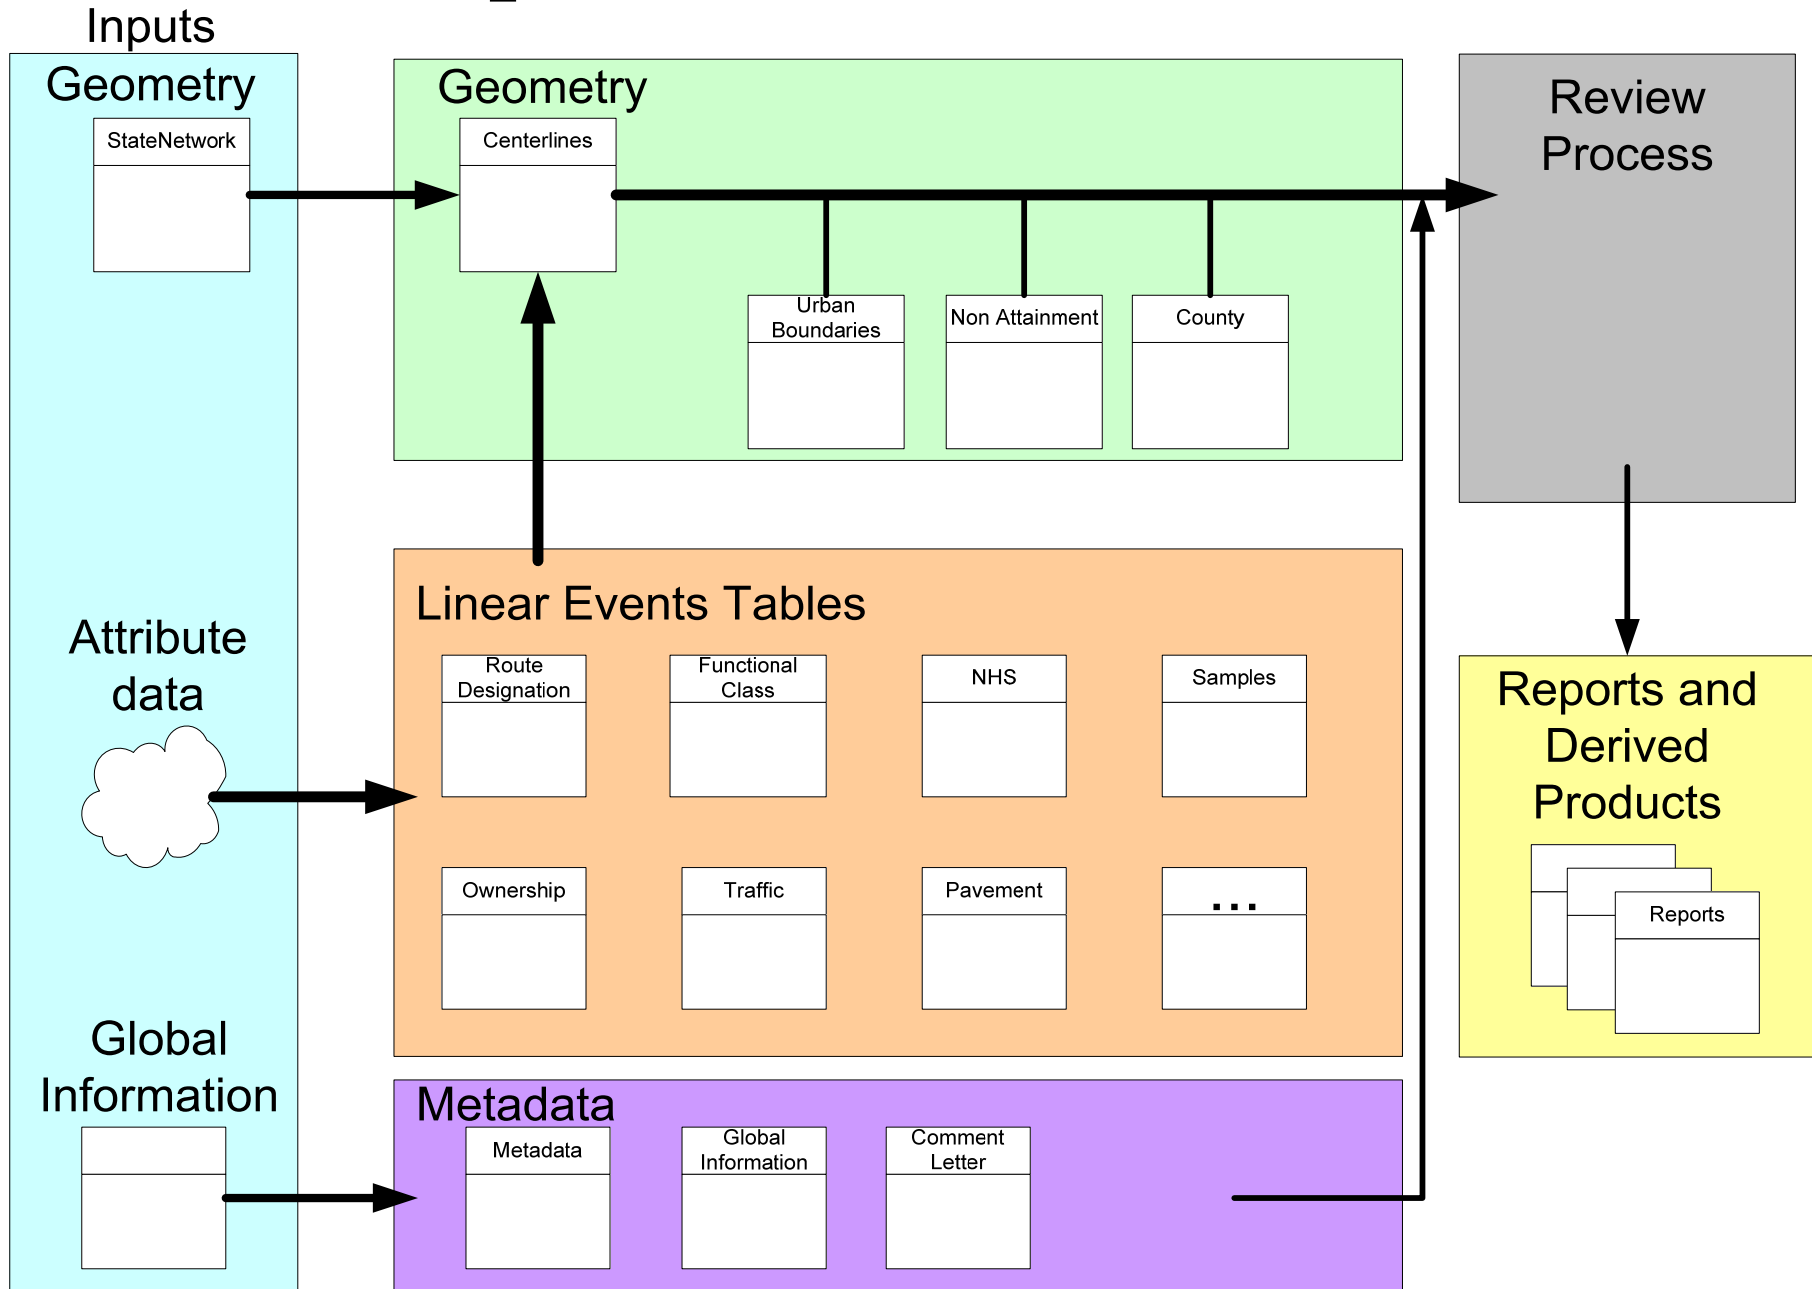 Inputs
Geometry
StateNetwork
Attribute
data
Global
Information
Geometry
Centerlines
Urban
Boundaries
Non Attainment
County
Linear Events Tables
Route
Designation
Functional
Class
NHS
Samples
Ownership
Traffic
Pavement
...
Metadata
Metadata
Global
Information
Comment
Letter
Review
Process
Reports and
Derived
Products
Reports